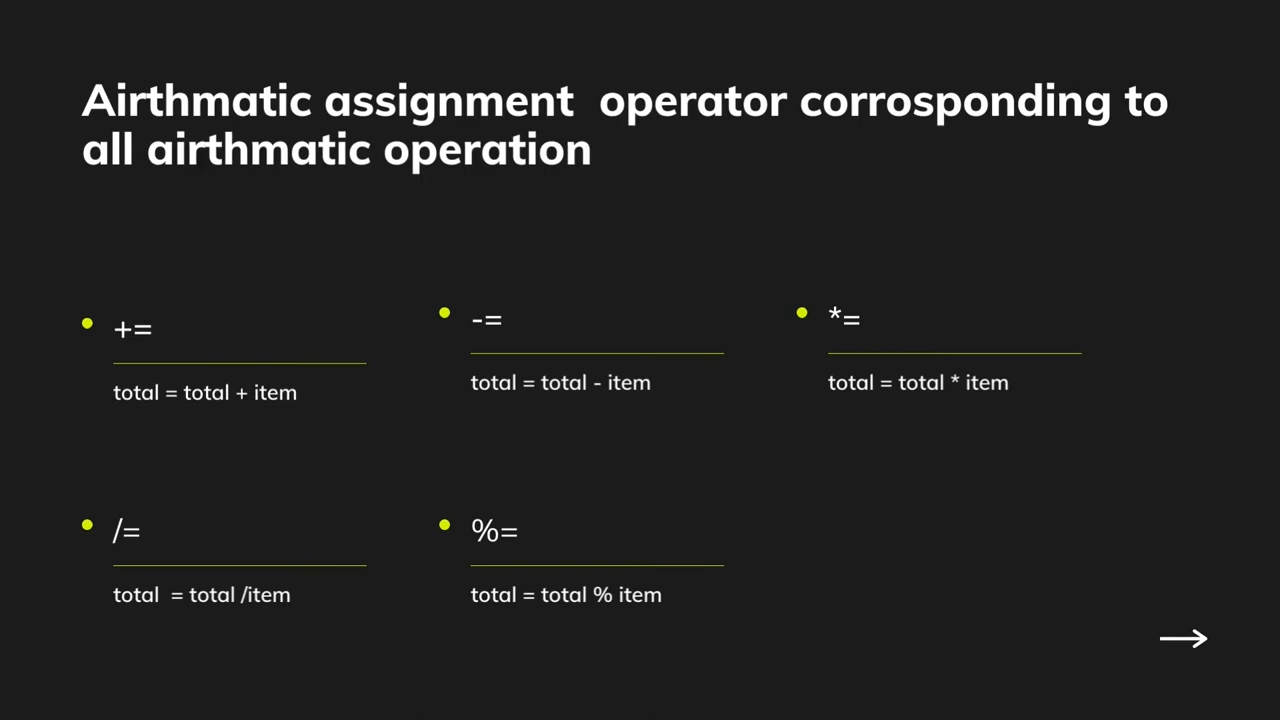 Airthmatic assignment  operator corrosponding to
all airthmatic operation
+=
total = total + item
-=
total = total - item
*=
total = total * item
/=
total  = total /item
%=
total = total % item